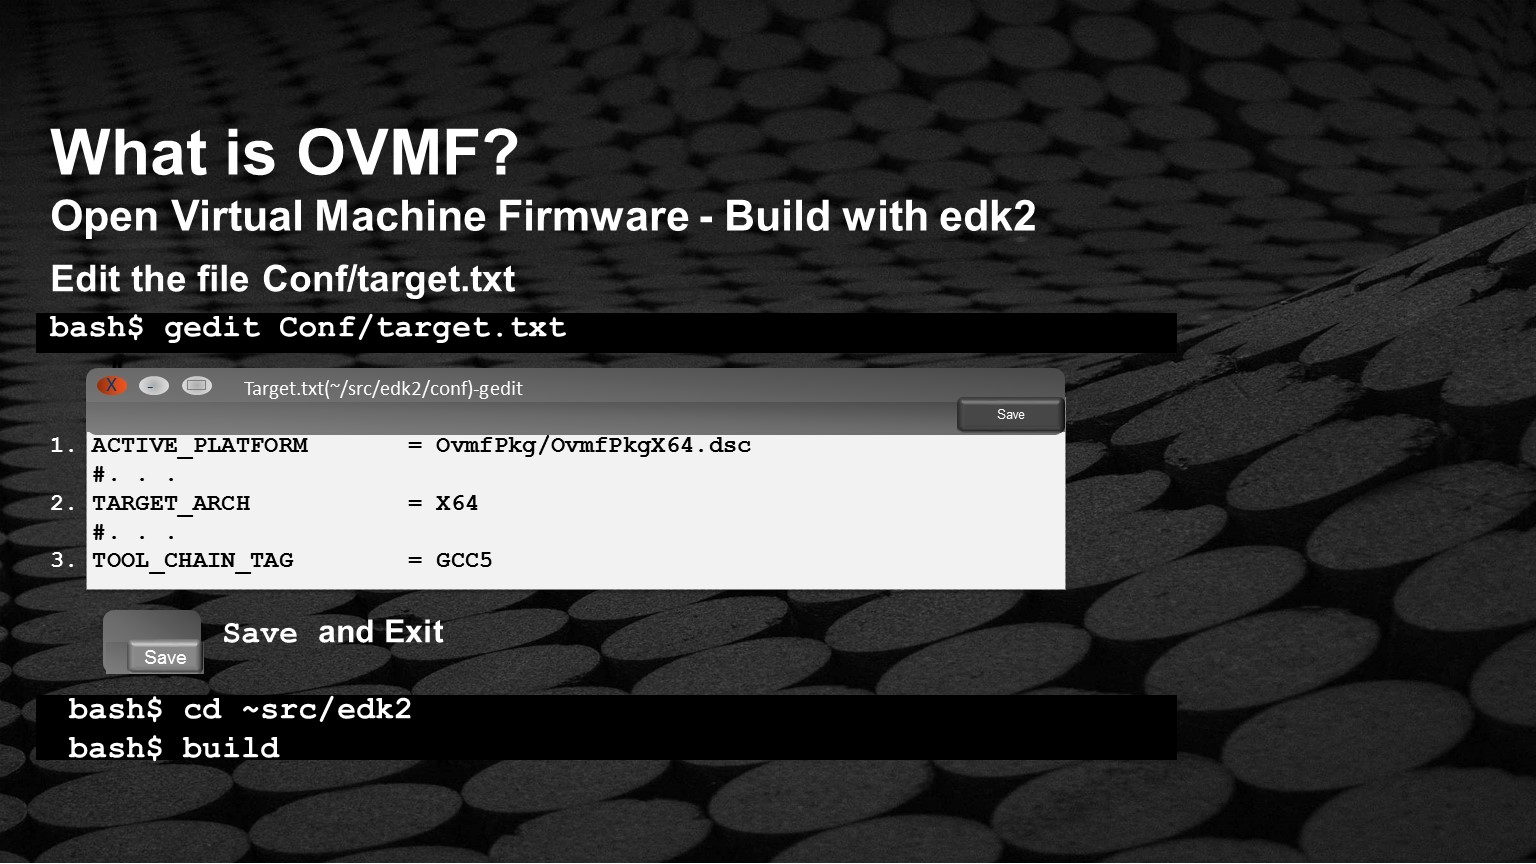 What is OVMF?
Open Virtual Machine Firmware - Build with edk2
Edit the file Conf/target.txt
bash$ gedit Conf/target.txt
X - Target.txt(~/src/edk2/conf)-gedit
Save
1. ACTIVE_PLATFORM = OvmfPkg/OvmfPkgX64.dsc
#. . .
2. TARGET_ARCH = X64
#. . .
3. TOOL_CHAIN_TAG = GCC5
Save and Exit
Save
bash$ cd ~src/edk2
bash$ build